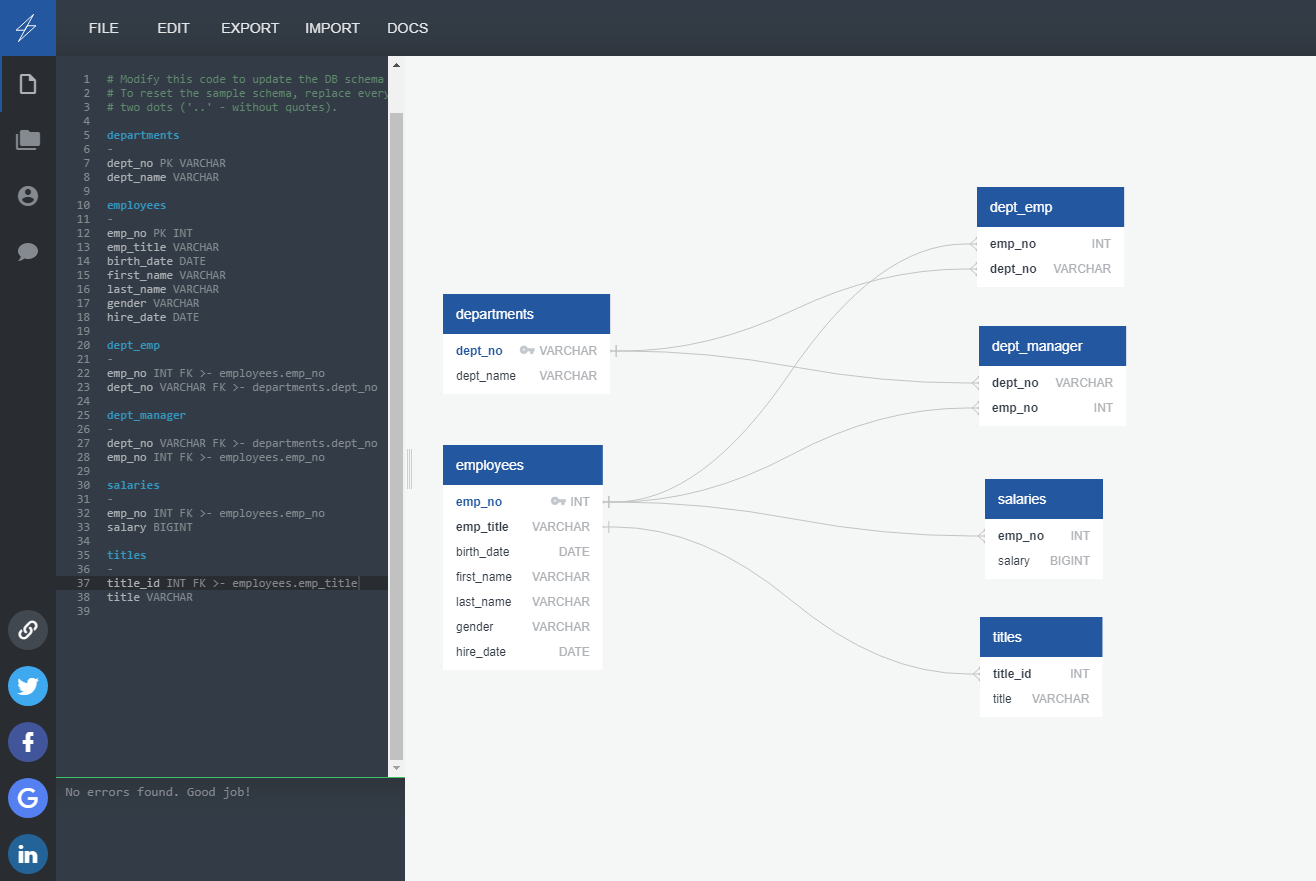 FILE EDIT EXPORT IMPORT DOCS
1 # Modify this code to update the DB schema
2 # To reset the sample schema, replace every
3 # two dots ('..' - without quotes).
4
5 departments
6 -
7 dept_no PK VARCHAR
8 dept_name VARCHAR
9
10 employees
11 -
12 emp_no PK INT
13 emp_title VARCHAR
14 birth_date DATE
15 first_name VARCHAR
16 last_name VARCHAR
17 gender VARCHAR
18 hire_date DATE
19
20 dept_emp
21 -
22 emp_no INT FK >- employees.emp_no
23 dept_no VARCHAR FK >- departments.dept_no
24
25 dept_manager
26 -
27 dept_no VARCHAR FK >- departments.dept_no
28 emp_no INT FK >- employees.emp_no
29
30 salaries
31 -
32 emp_no INT FK >- employees.emp_no
33 salary BIGINT
34
35 titles
36 -
37 title_id INT FK >- employees.emp_title
38 title VARCHAR
39
No errors found. Good job!
departments
dept_no VARCHAR
dept_name VARCHAR
employees
emp_no INT
emp_title VARCHAR
birth_date DATE
first_name VARCHAR
last_name VARCHAR
gender VARCHAR
hire_date DATE
dept_emp
emp_no INT
dept_no VARCHAR
dept_manager
dept_no VARCHAR
emp_no INT
salaries
emp_no INT
salary BIGINT
titles
title_id INT
title VARCHAR
f
G
in